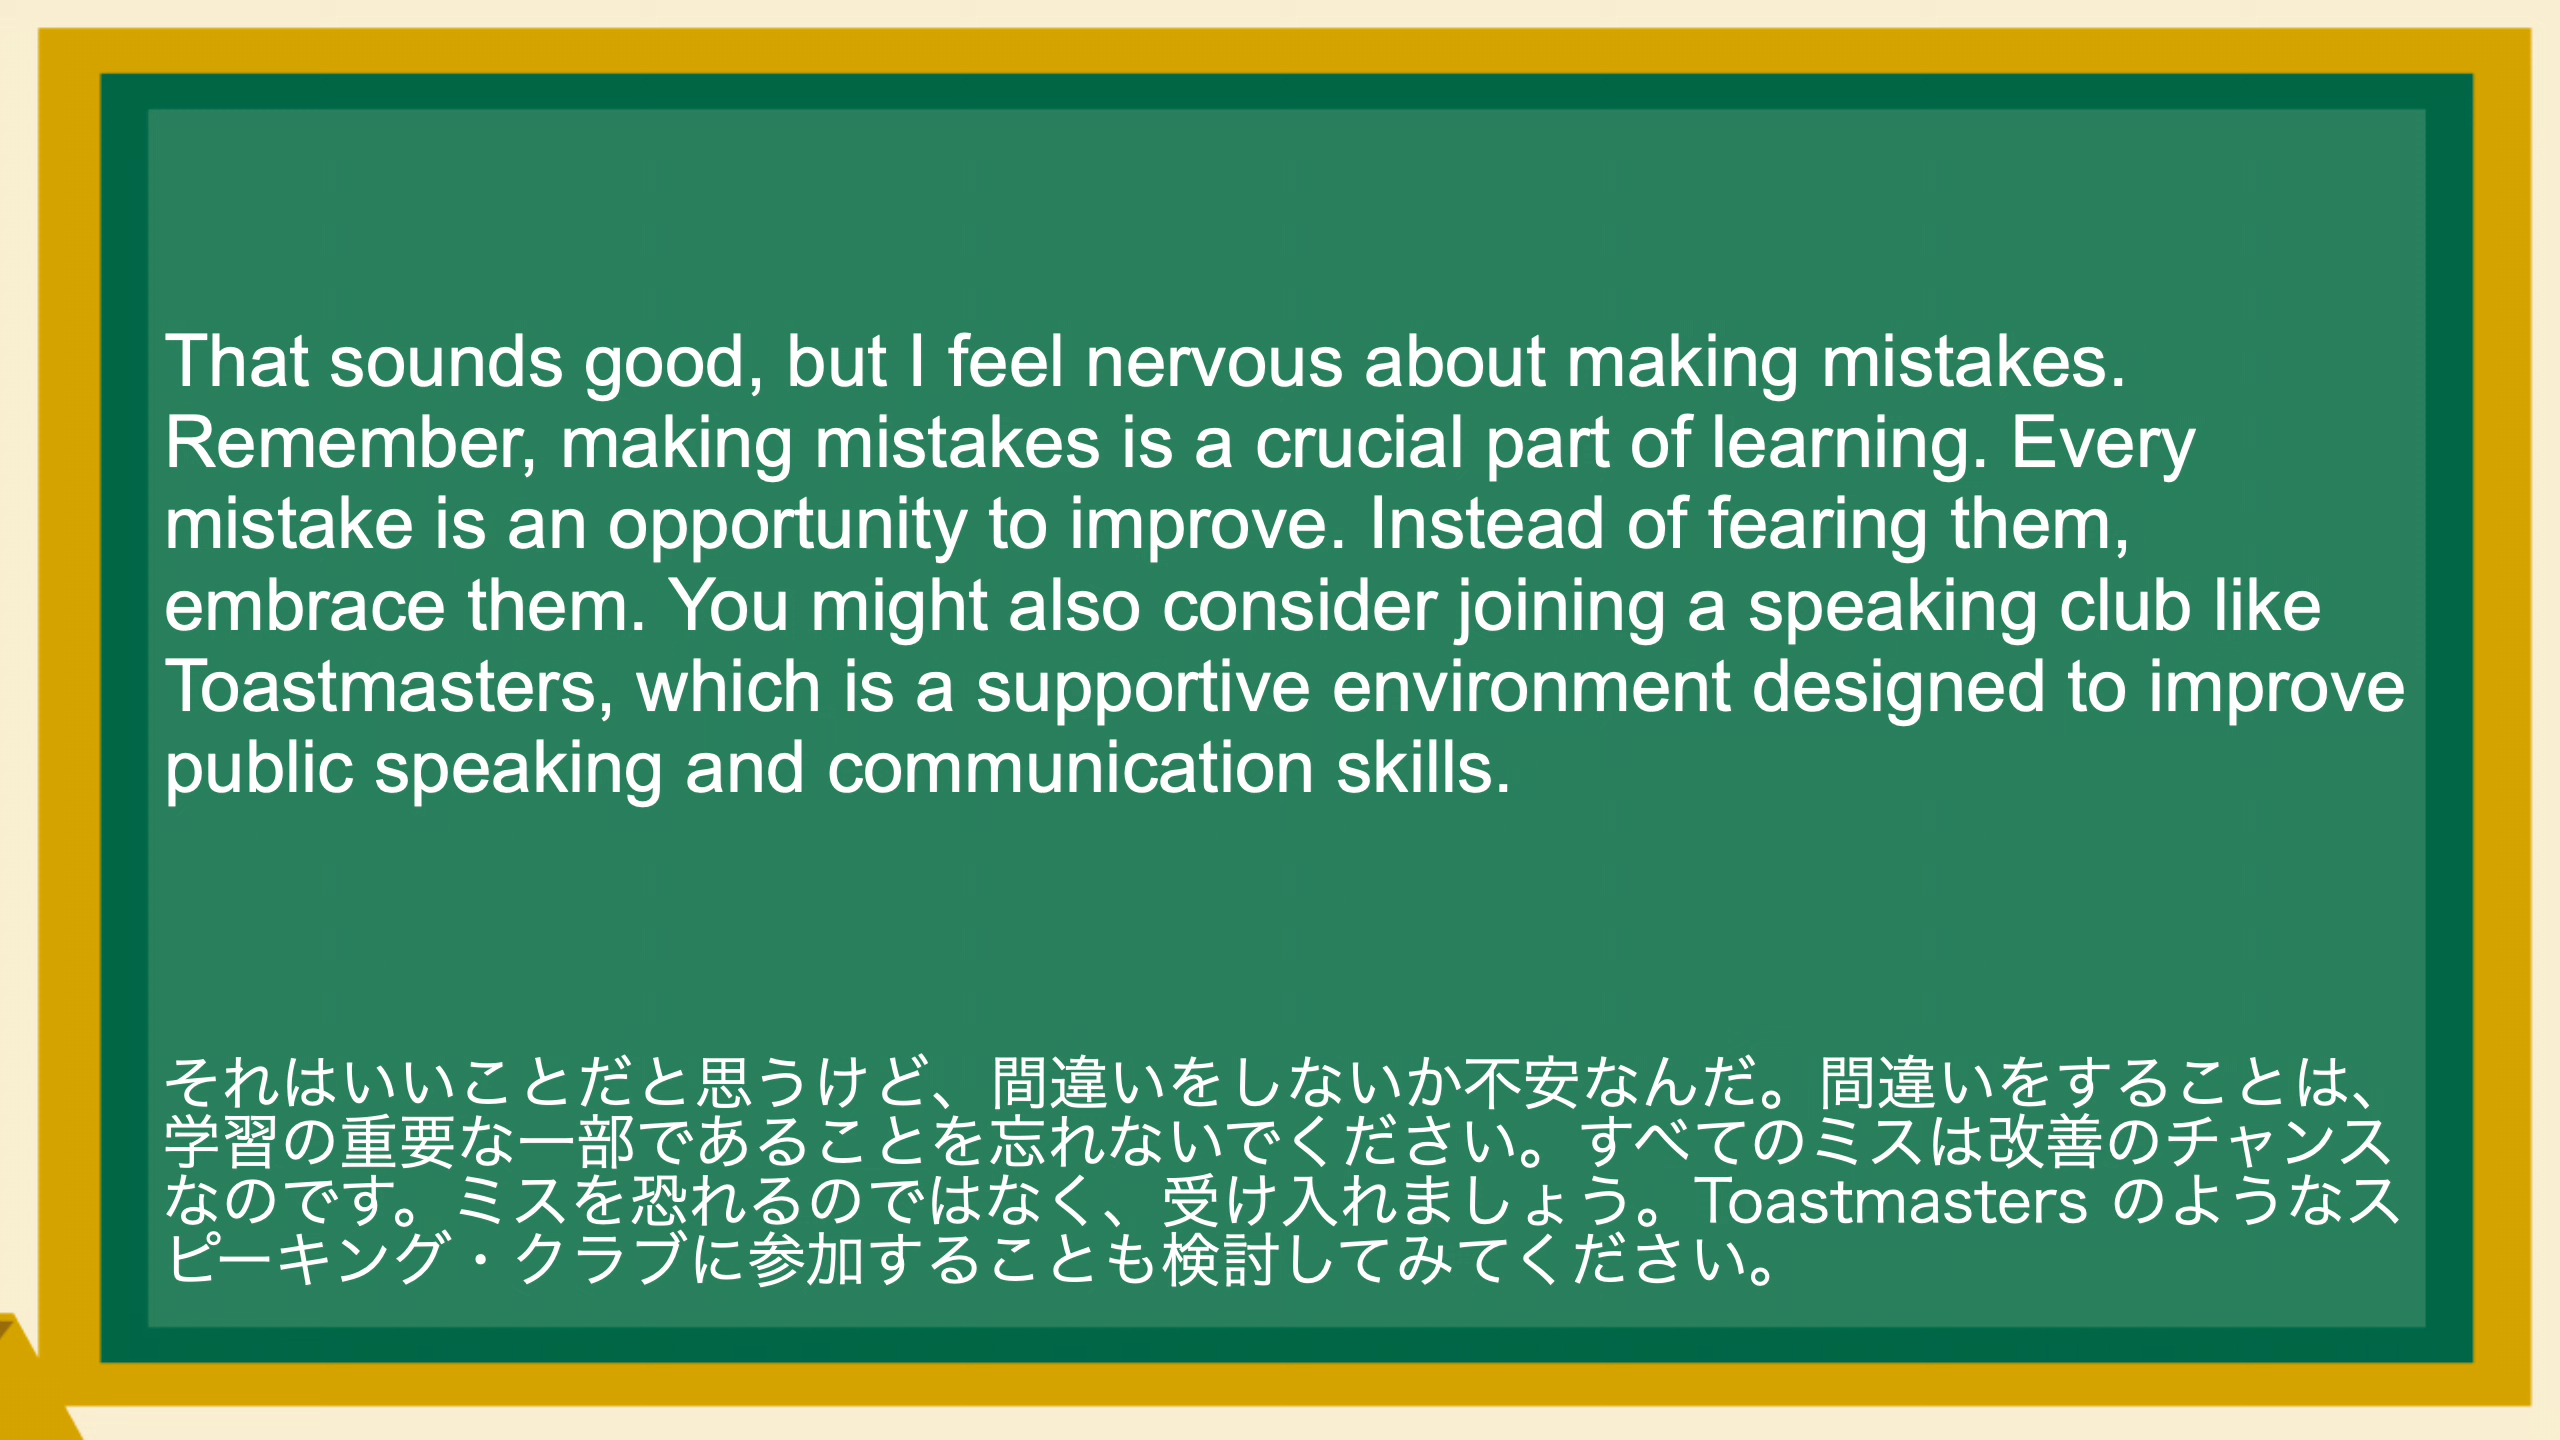 That sounds good, but I feel nervous about making mistakes.
Remember, making mistakes is a crucial part of learning. Every
mistake is an opportunity to improve. Instead of fearing them,
embrace them. You might also consider joining a speaking club like
Toastmasters, which is a supportive environment designed to improve
public speaking and communication skills.
それはいいことだと思うけど、間違いをしないか不安なんだ。間違いをすることは、
学習の重要な一部であることを忘れないでください。すべてのミスは改善のチャンス
なのです。ミスを恐れるのではなく、受け入れましょう。Toastmasters のようなス
ピーキング・クラブに参加することも検討してみてください。